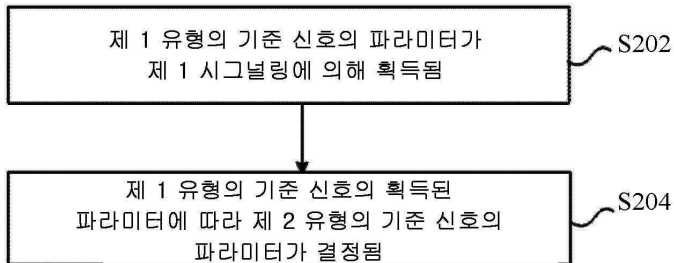 제 1 유형의 기준 신호의 파라미터가
제 1 시그널링에 의해 획득됨
S202
제 1 유형의 기준 신호의 획득된
파라미터에 따라 제 2 유형의 기준 신호의
파라미터가 결정됨
S204